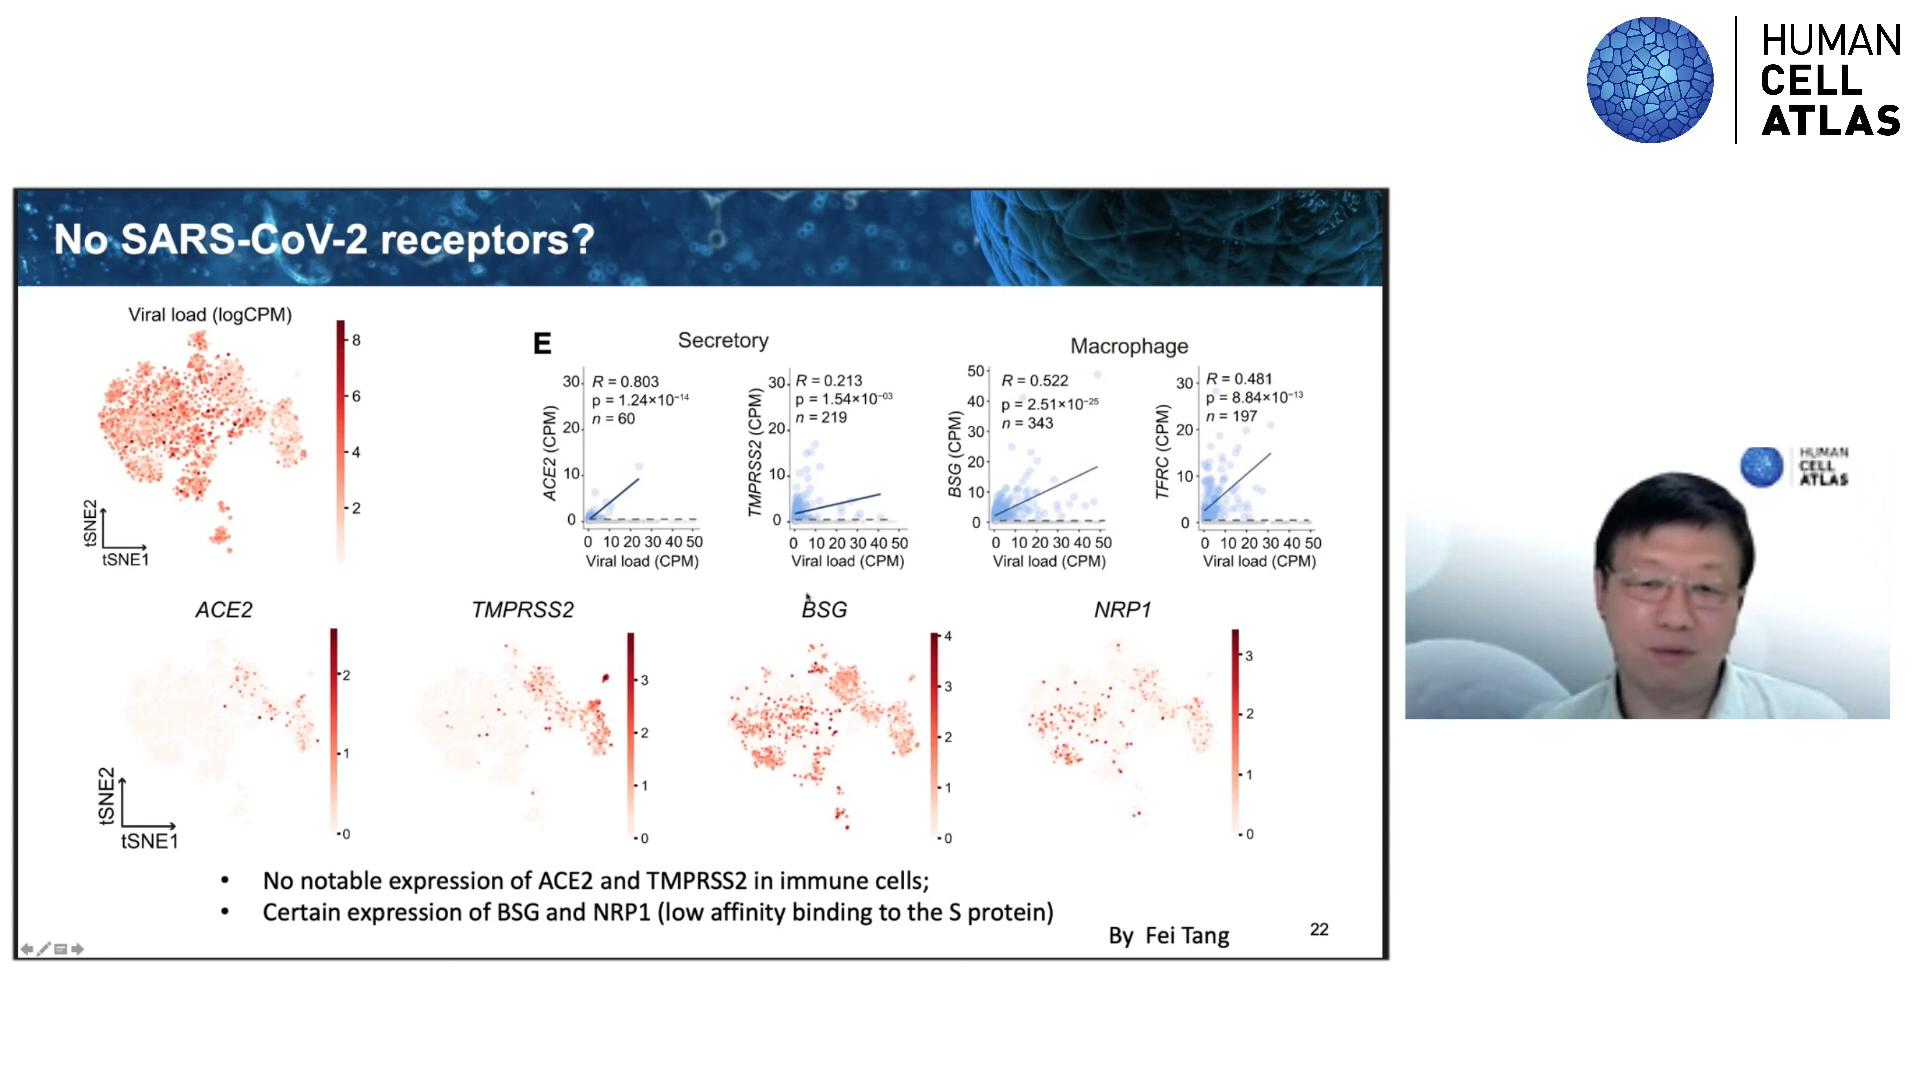 HUMAN
CELL
ATLAS
No SARS-CoV-2 receptors?
Viral load (logCPM)
8
6
4
2
tSNE2
tSNE1
E
Secretory
Macrophage
R = 0.803
p = 1.24×10⁻¹⁴
n = 60
ACE2 (CPM)
30
20
10
0
0 10 20 30 40 50
Viral load (CPM)
R = 0.213
p = 1.54×10⁻⁰³
n = 219
TMPRSS2 (CPM)
30
20
10
0
0 10 20 30 40 50
Viral load (CPM)
R = 0.522
p = 2.51×10⁻²⁵
n = 343
BSG (CPM)
50
40
30
20
10
0
0 10 20 30 40 50
Viral load (CPM)
R = 0.481
p = 8.84×10⁻¹³
n = 197
TFRC (CPM)
30
20
10
0
0 10 20 30 40 50
Viral load (CPM)
HUMAN
CELL
ATLAS
ACE2
2
1
0
tSNE2
tSNE1
TMPRSS2
3
2
1
0
BSG
4
3
2
1
0
NRP1
3
2
1
0
• No notable expression of ACE2 and TMPRSS2 in immune cells;
• Certain expression of BSG and NRP1 (low affinity binding to the S protein)
By Fei Tang
22